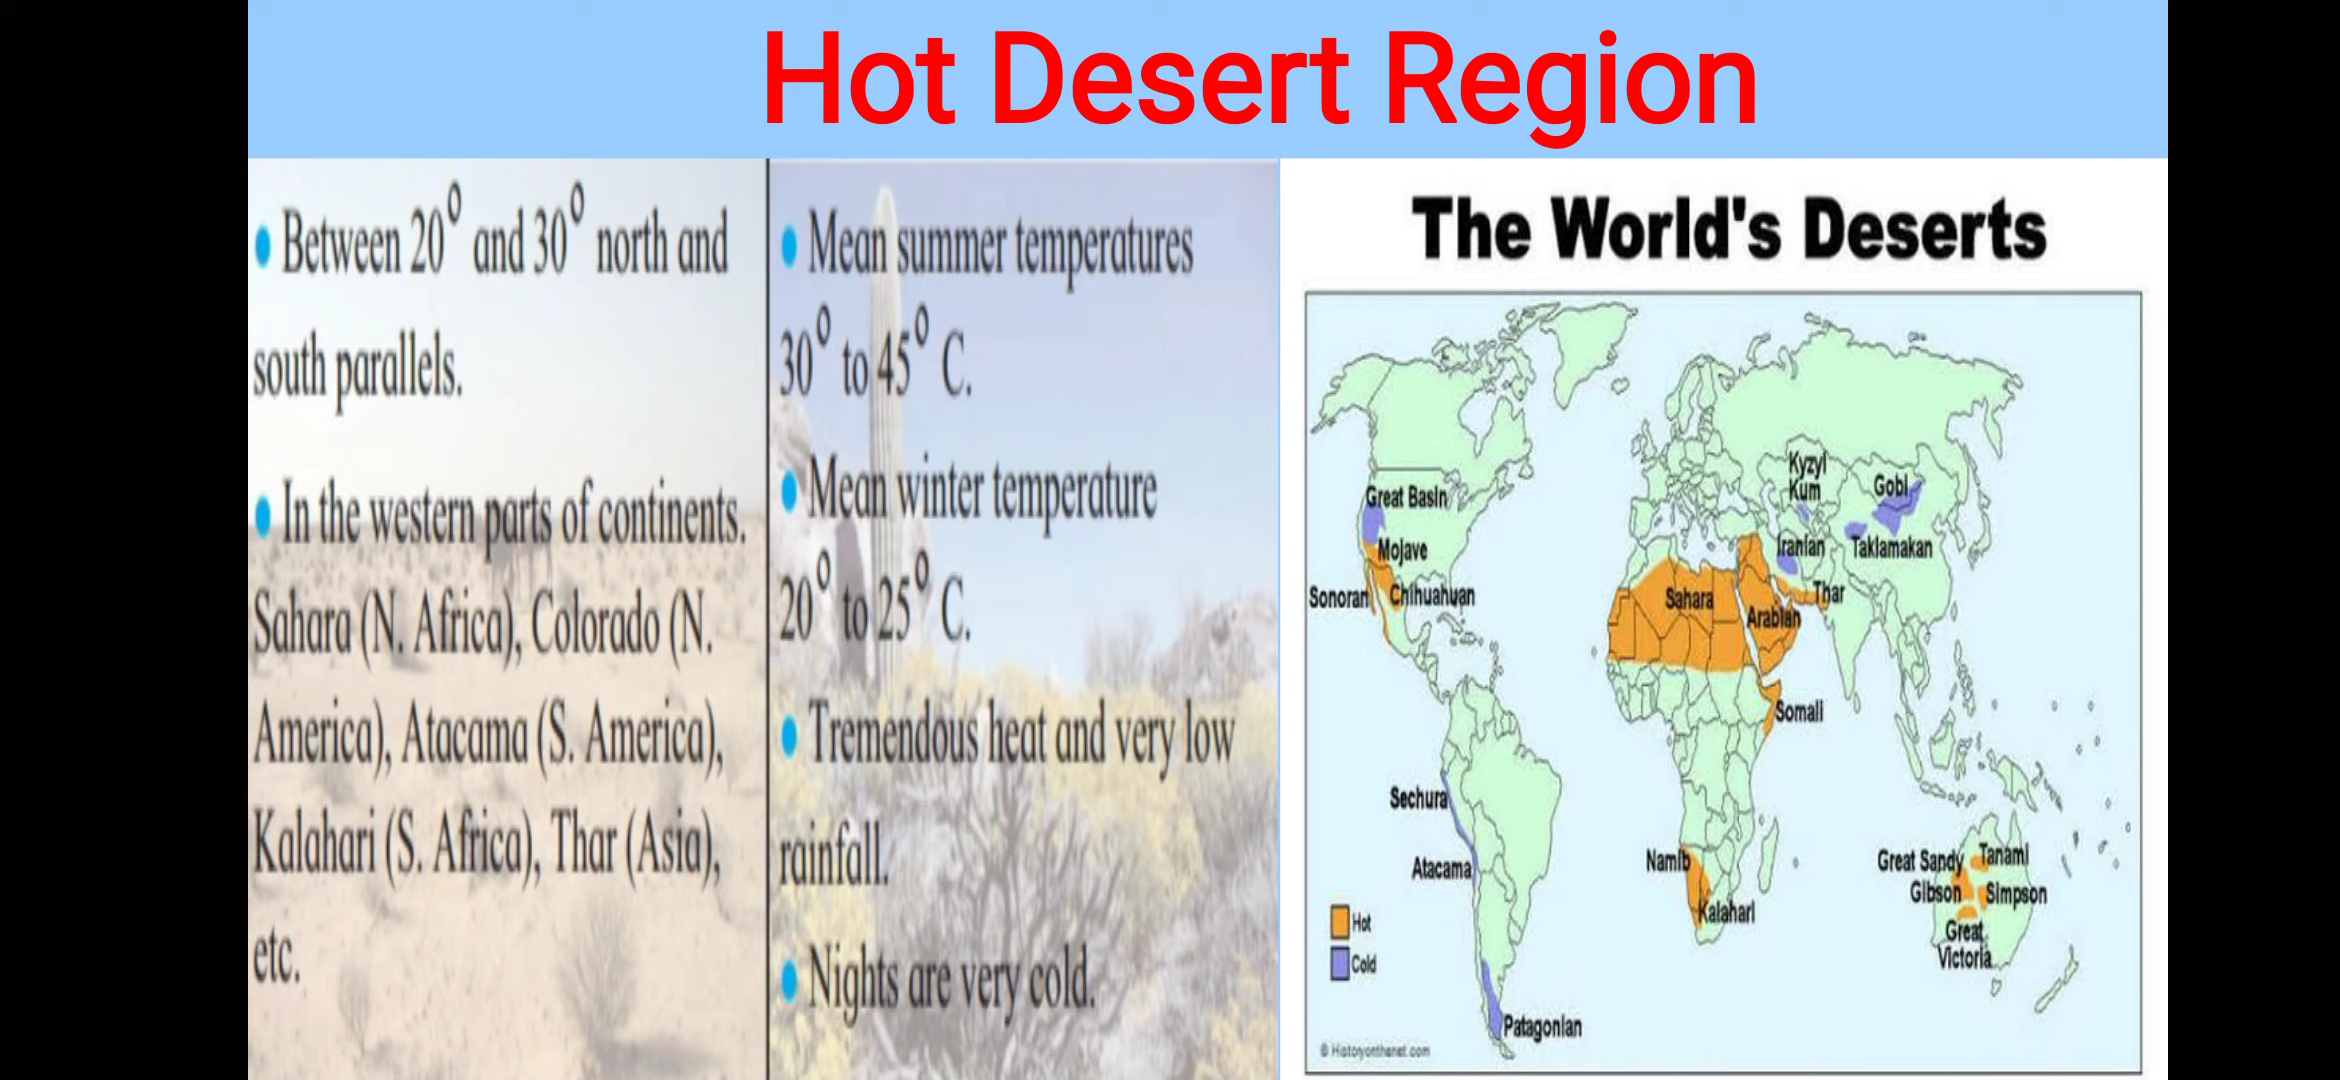 Hot Desert Region
• Between 20° and 30° north and
south parallels.
• In the western parts of continents.
Sahara (N. Africa), Colorado (N.
America), Atacama (S. America),
Kalahari (S. Africa), Thar (Asia),
etc.
• Mean summer temperatures
30° to 45° C.
• Mean winter temperature
20° to 25° C.
• Tremendous heat and very low
rainfall.
• Nights are very cold.
The World's Deserts
Kyzyl
Kum
Gobi
Great Basin
Mojave
Iranian
Taklamakan
Sonoran
Chihuahuan
Sahara
Thar
Arabian
Somali
Sechura
Atacama
Namib
Kalahari
Great Sandy
Tanami
Gibson
Simpson
Great
Victoria
Hot
Cold
Patagonian
© Historyonthenet.com